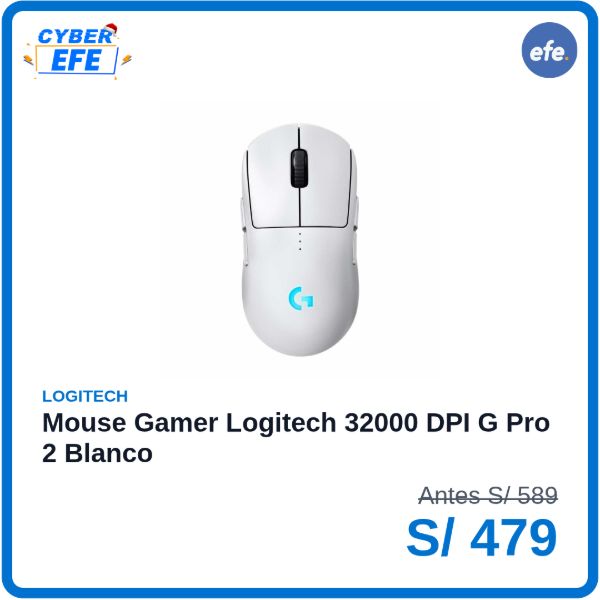 CYBER
EFE
efe.
LOGITECH
Mouse Gamer Logitech 32000 DPI G Pro
2 Blanco
Antes S/ 589
S/ 479